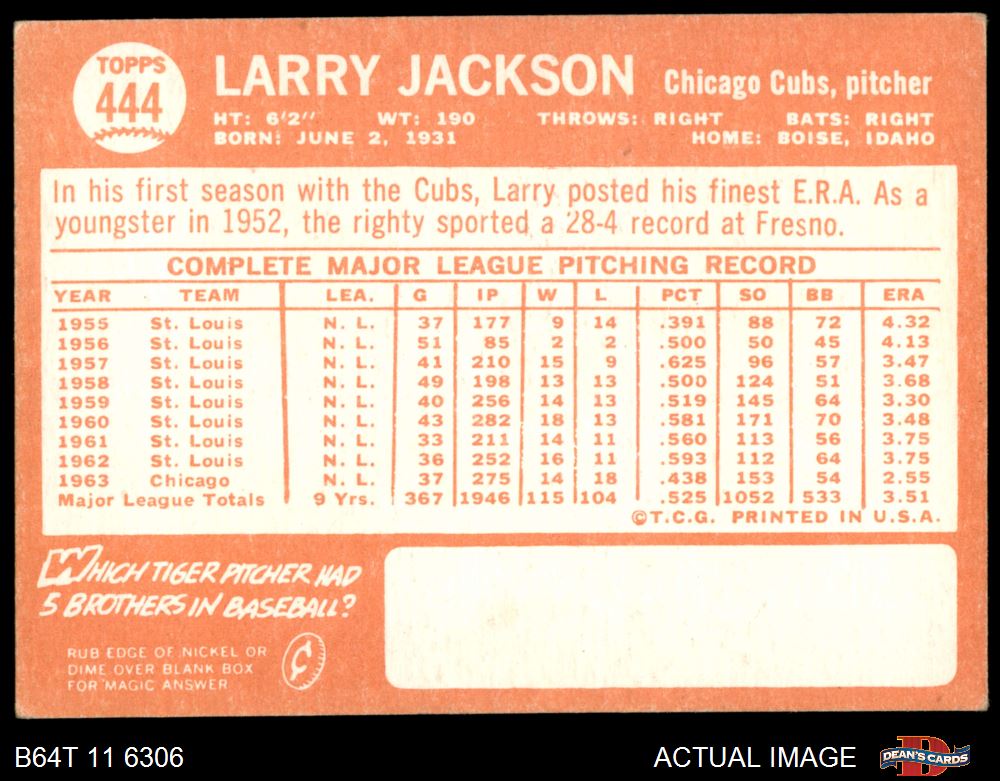 TOPPS
444
LARRY JACKSON Chicago Cubs, pitcher
HT: 6'2" WT: 190 THROWS: RIGHT BATS: RIGHT
BORN: JUNE 2, 1931 HOME: BOISE, IDAHO
In his first season with the Cubs, Larry posted his finest E.R.A. As a
youngster in 1952, the righty sported a 28-4 record at Fresno.
COMPLETE MAJOR LEAGUE PITCHING RECORD
YEAR TEAM LEA. G IP W L PCT SO BB ERA
1955 St. Louis N. L. 37 177 9 14 .391 88 72 4.32
1956 St. Louis N. L. 51 85 2 2 .500 50 45 4.13
1957 St. Louis N. L. 41 210 15 9 .625 96 57 3.47
1958 St. Louis N. L. 49 198 13 13 .500 124 51 3.68
1959 St. Louis N. L. 40 256 14 13 .519 145 64 3.30
1960 St. Louis N. L. 43 282 18 13 .581 171 70 3.48
1961 St. Louis N. L. 33 211 14 11 .560 113 56 3.75
1962 St. Louis N. L. 36 252 16 11 .593 112 64 3.75
1963 Chicago N. L. 37 275 14 18 .438 153 54 2.55
Major League Totals 9 Yrs. 367 1946 115 104 .525 1052 533 3.51
©T.C.G. PRINTED IN U.S.A.
WHICH TIGER PITCHER HAD
5 BROTHERS IN BASEBALL?
RUB EDGE OF NICKEL OR
DIME OVER BLANK BOX
FOR MAGIC ANSWER
¢
B64T 11 6306 ACTUAL IMAGE
D
DEAN'S CARDS